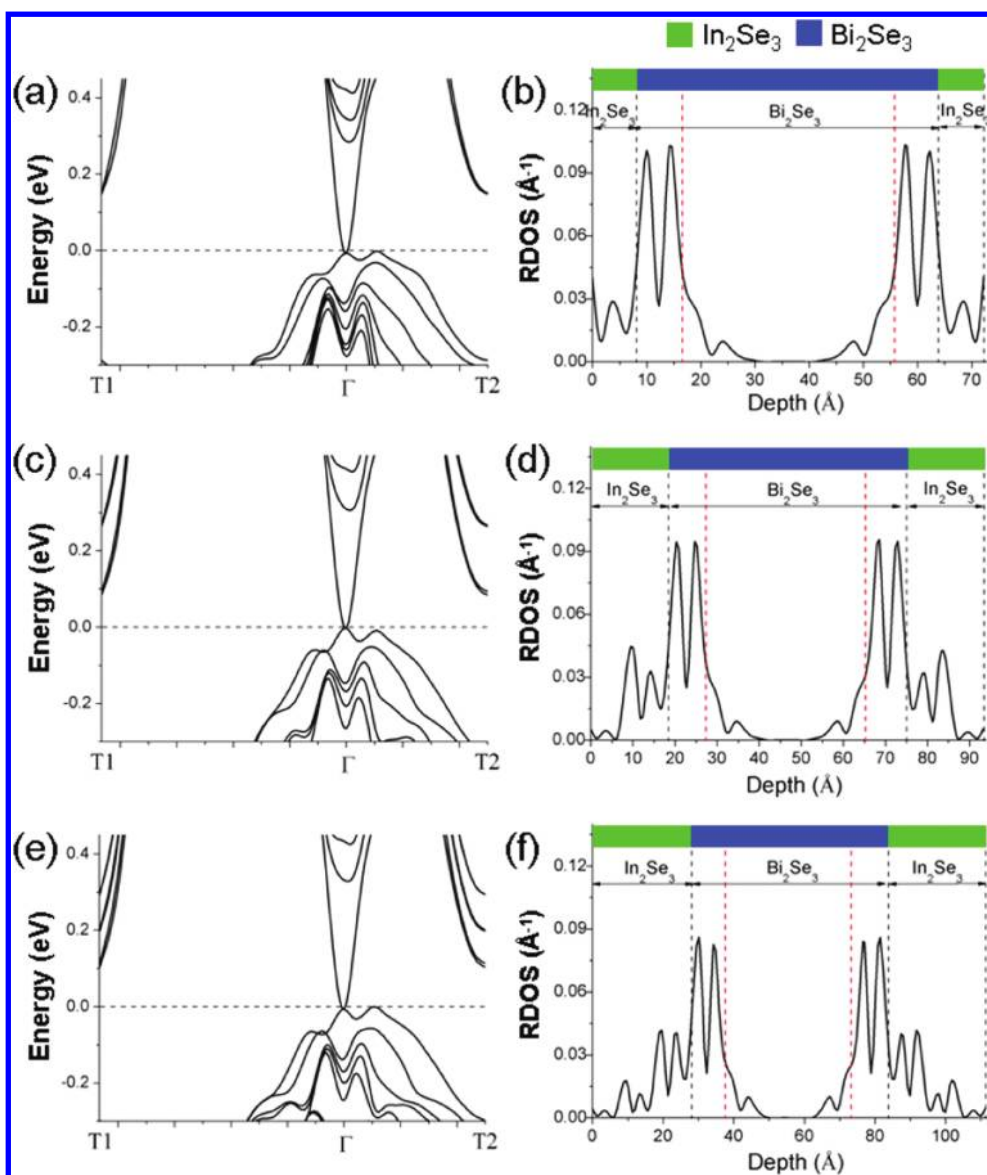 In₂Se₃ Bi₂Se₃
(a)
Energy (eV)
0.4
0.2
0.0
-0.2
T1 Γ T2
(b)
RDOS (Å⁻¹)
0.12
0.09
0.06
0.03
0.00
In₂Se₃ Bi₂Se₃ In₂Se₃
0 10 20 30 40 50 60 70
Depth (Å)
(c)
Energy (eV)
0.4
0.2
0.0
-0.2
T1 Γ T2
(d)
RDOS (Å⁻¹)
0.12
0.09
0.06
0.03
0.00
In₂Se₃ Bi₂Se₃ In₂Se₃
0 10 20 30 40 50 60 70 80 90
Depth (Å)
(e)
Energy (eV)
0.4
0.2
0.0
-0.2
T1 Γ T2
(f)
RDOS (Å⁻¹)
0.12
0.09
0.06
0.03
0.00
In₂Se₃ Bi₂Se₃ In₂Se₃
0 20 40 60 80 100
Depth (Å)